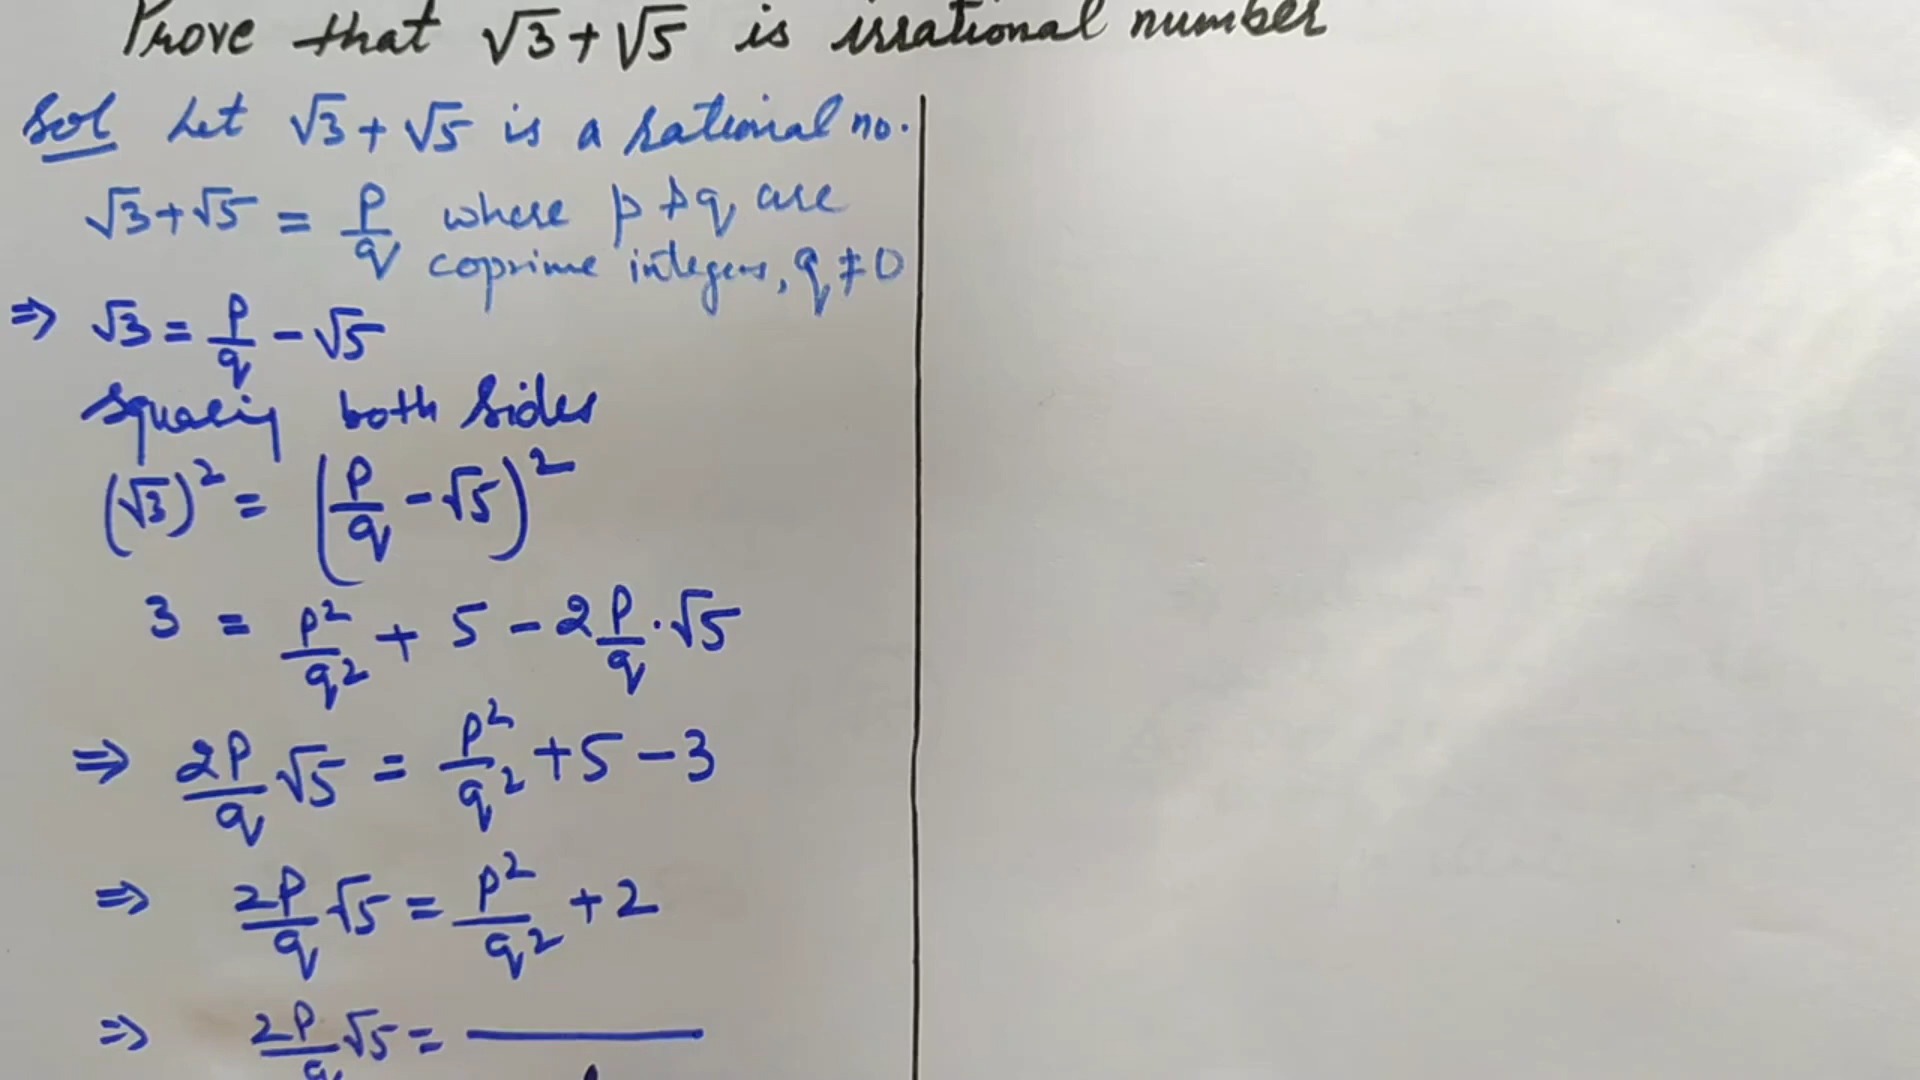 Prove that √3+√5 is irrational number
Sol Let √3+√5 is a rational no.
√3+√5 = p/q where p & q are
coprime integers, q ≠ 0
⇒ √3 = p/q - √5
Squaring both sides
(√3)² = (p/q - √5)²
3 = p²/q² + 5 - 2 p/q · √5
⇒ 2p/q √5 = p²/q² + 5 - 3
⇒ 2p/q √5 = p²/q² + 2
⇒ 2p/q √5 =